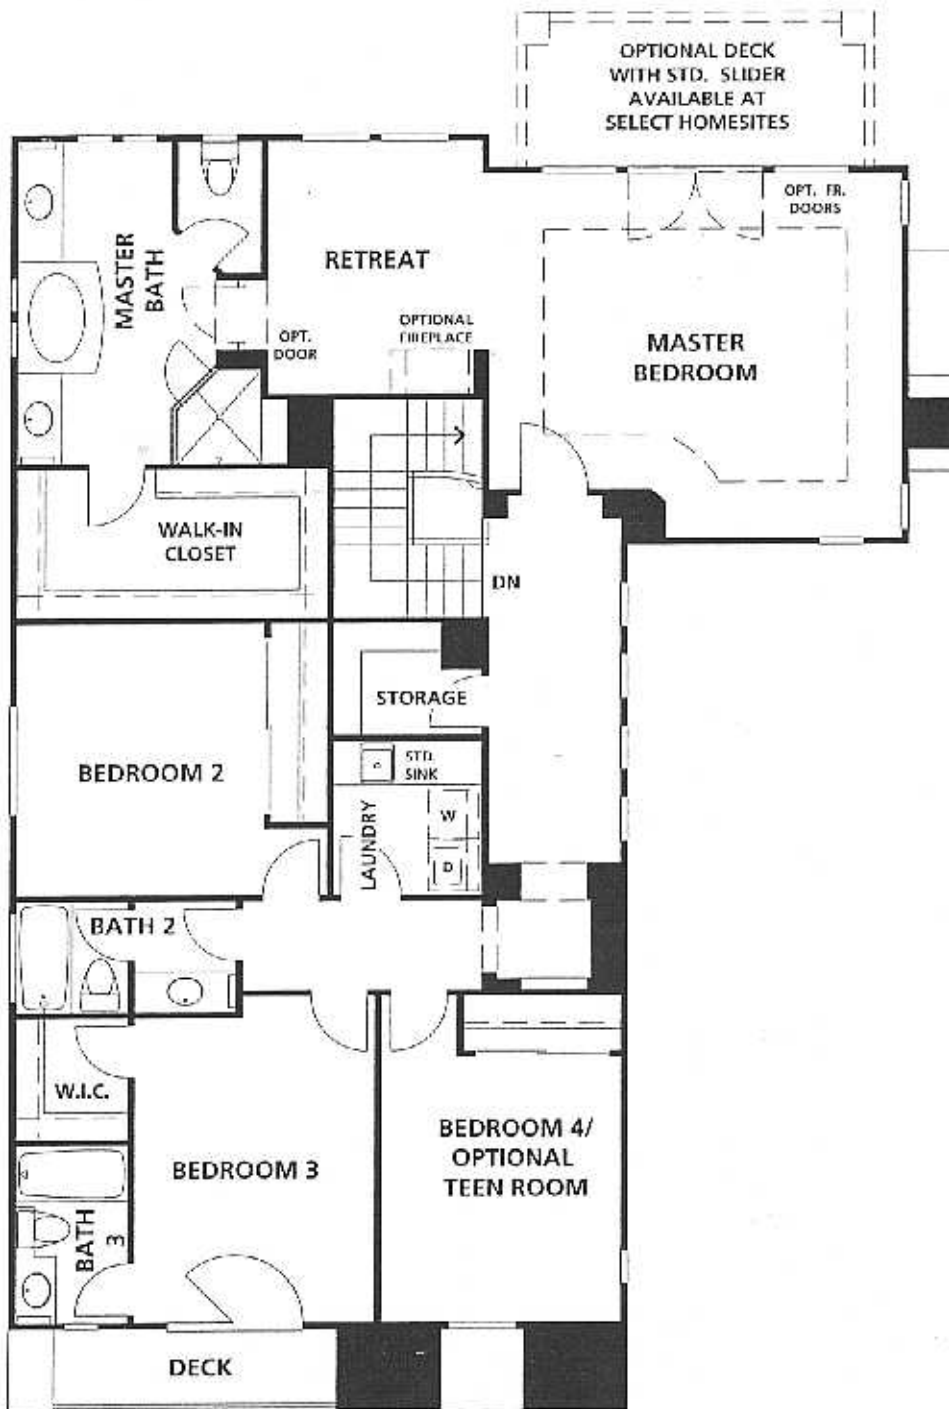 OPTIONAL DECK
WITH STD. SLIDER
AVAILABLE AT
SELECT HOMESITES
OPT. FR.
DOORS
MASTER
BATH
RETREAT
OPT.
DOOR
OPTIONAL
FIREPLACE
MASTER
BEDROOM
WALK-IN
CLOSET
DN
STORAGE
BEDROOM 2
STD.
SINK
LAUNDRY
W
D
BATH 2
W.I.C.
BEDROOM 3
BEDROOM 4/
OPTIONAL
TEEN ROOM
BATH
3
DECK